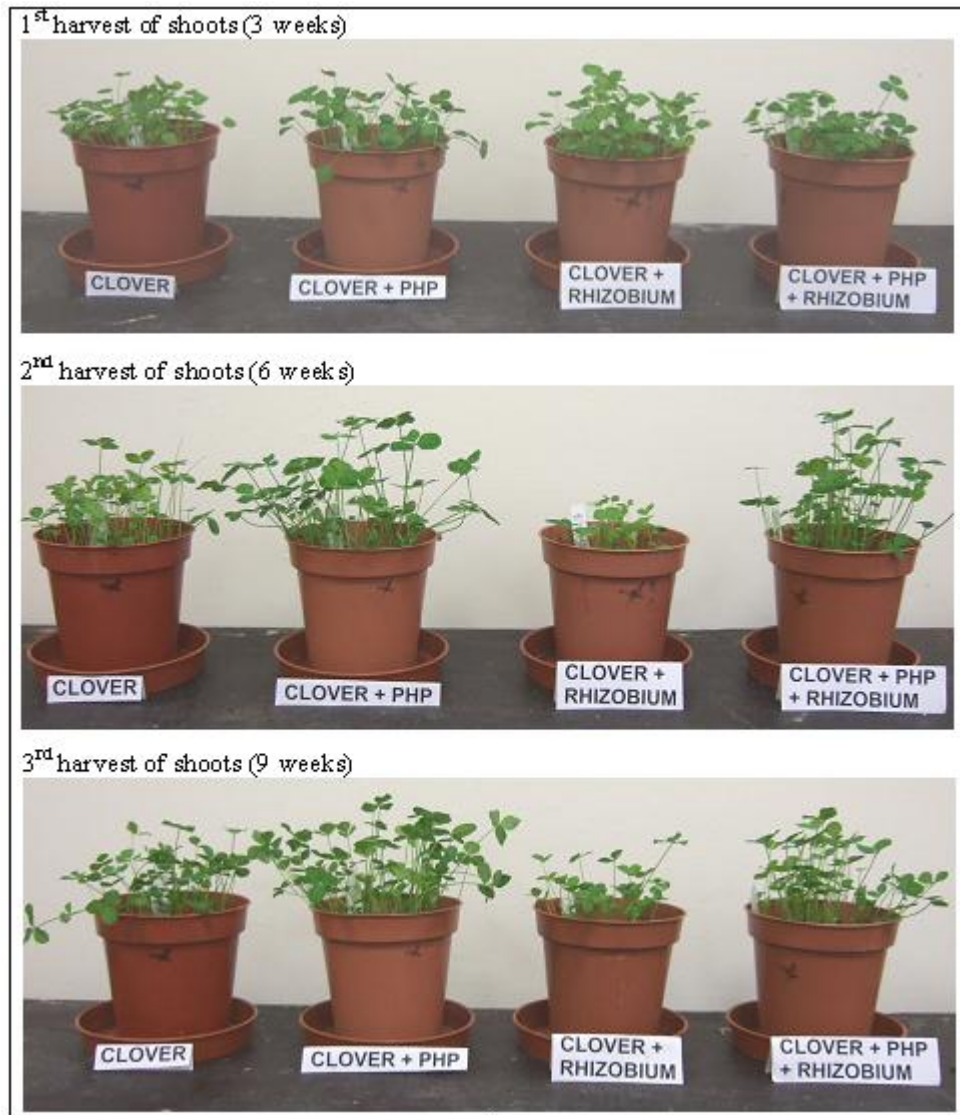 1st harvest of shoots (3 weeks)
CLOVER
CLOVER + PHP
CLOVER +
RHIZOBIUM
CLOVER + PHP
+ RHIZOBIUM
2nd harvest of shoots (6 weeks)
CLOVER
CLOVER + PHP
CLOVER +
RHIZOBIUM
CLOVER + PHP
+ RHIZOBIUM
3rd harvest of shoots (9 weeks)
CLOVER
CLOVER + PHP
CLOVER +
RHIZOBIUM
CLOVER + PHP
+ RHIZOBIUM